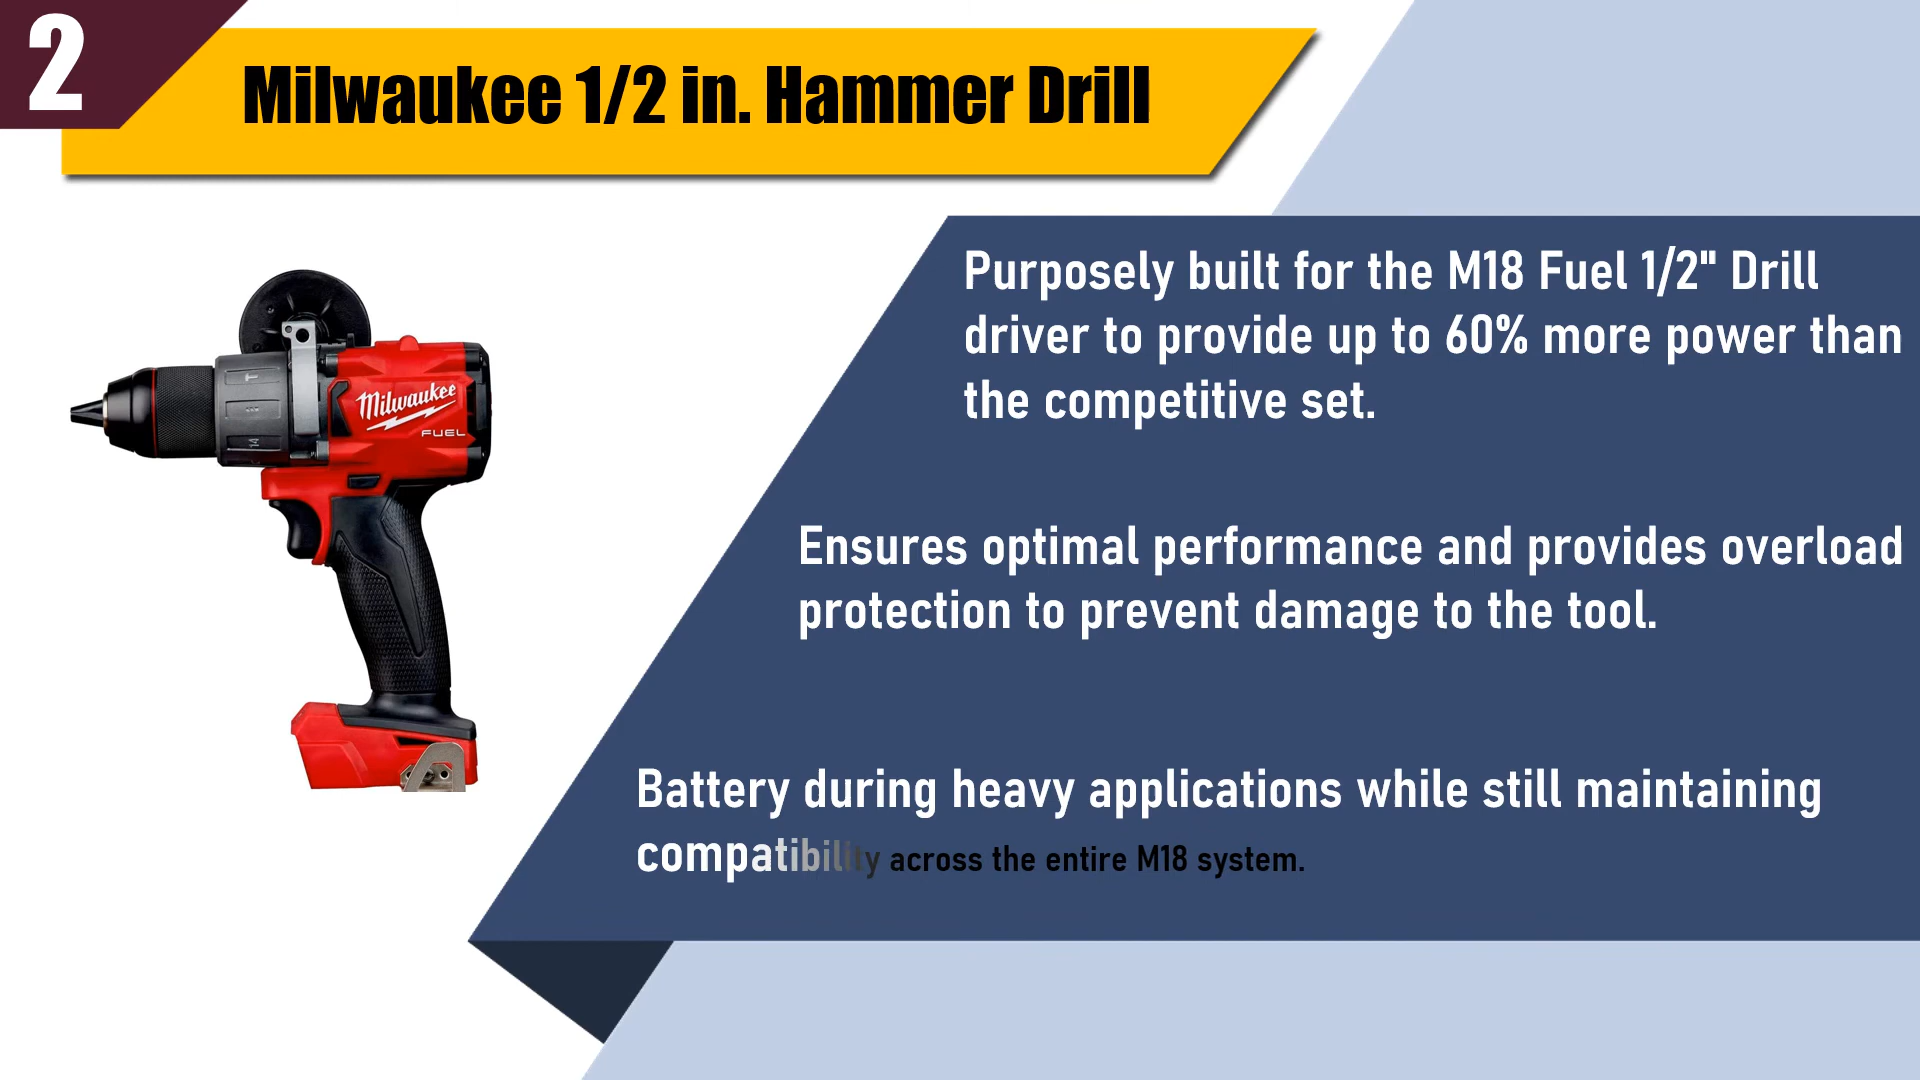 2
Milwaukee 1/2 in. Hammer Drill
Purposely built for the M18 Fuel 1/2" Drill
driver to provide up to 60% more power than
the competitive set.
Milwaukee
FUEL
Ensures optimal performance and provides overload
protection to prevent damage to the tool.
Battery during heavy applications while still maintaining
compatibility across the entire M18 system.